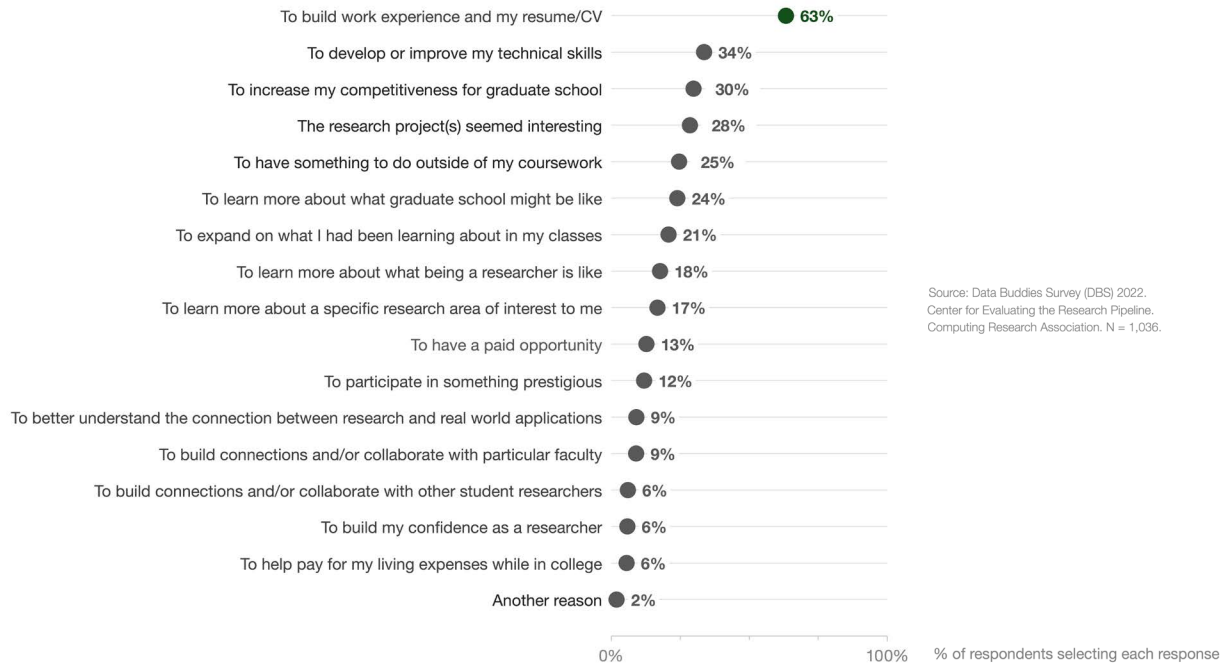 To build work experience and my resume/CV 63%
To develop or improve my technical skills 34%
To increase my competitiveness for graduate school 30%
The research project(s) seemed interesting 28%
To have something to do outside of my coursework 25%
To learn more about what graduate school might be like 24%
To expand on what I had been learning about in my classes 21%
To learn more about what being a researcher is like 18%
To learn more about a specific research area of interest to me 17%
To have a paid opportunity 13%
To participate in something prestigious 12%
To better understand the connection between research and real world applications 9%
To build connections and/or collaborate with particular faculty 9%
To build connections and/or collaborate with other student researchers 6%
To build my confidence as a researcher 6%
To help pay for my living expenses while in college 6%
Another reason 2%
0% 100% % of respondents selecting each response
Source: Data Buddies Survey (DBS) 2022.
Center for Evaluating the Research Pipeline.
Computing Research Association. N = 1,036.